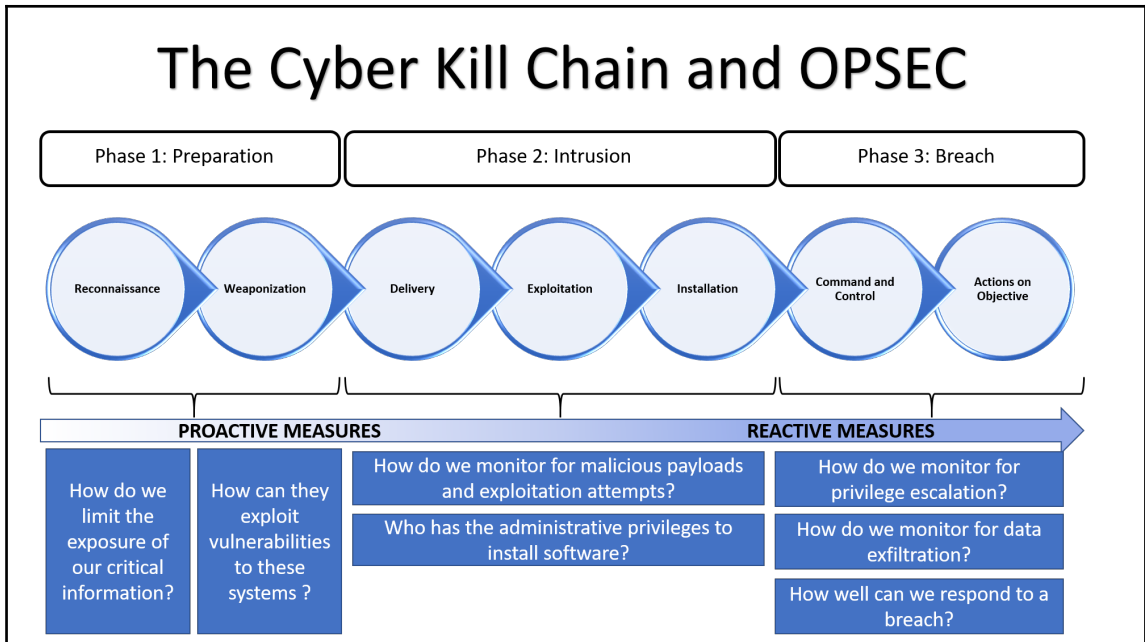 The Cyber Kill Chain and OPSEC
Phase 1: Preparation
Phase 2: Intrusion
Phase 3: Breach
Reconnaissance
Weaponization
Delivery
Exploitation
Installation
Command and
Control
Actions on
Objective
PROACTIVE MEASURES
REACTIVE MEASURES
How do we
limit the
exposure of
our critical
information?
How can they
exploit
vulnerabilities
to these
systems ?
How do we monitor for malicious payloads
and exploitation attempts?
Who has the administrative privileges to
install software?
How do we monitor for
privilege escalation?
How do we monitor for data
exfiltration?
How well can we respond to a
breach?